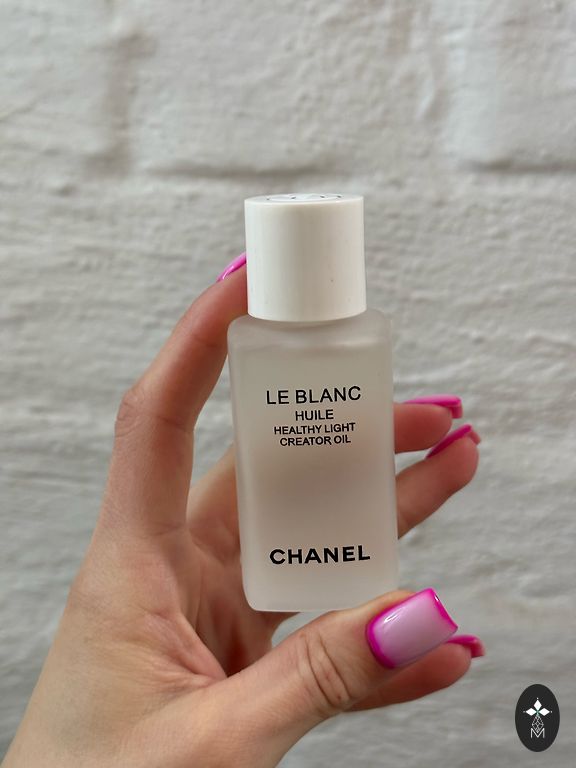 LE BLANC
HUILE
HEALTHY LIGHT
CREATOR OIL
CHANEL
M